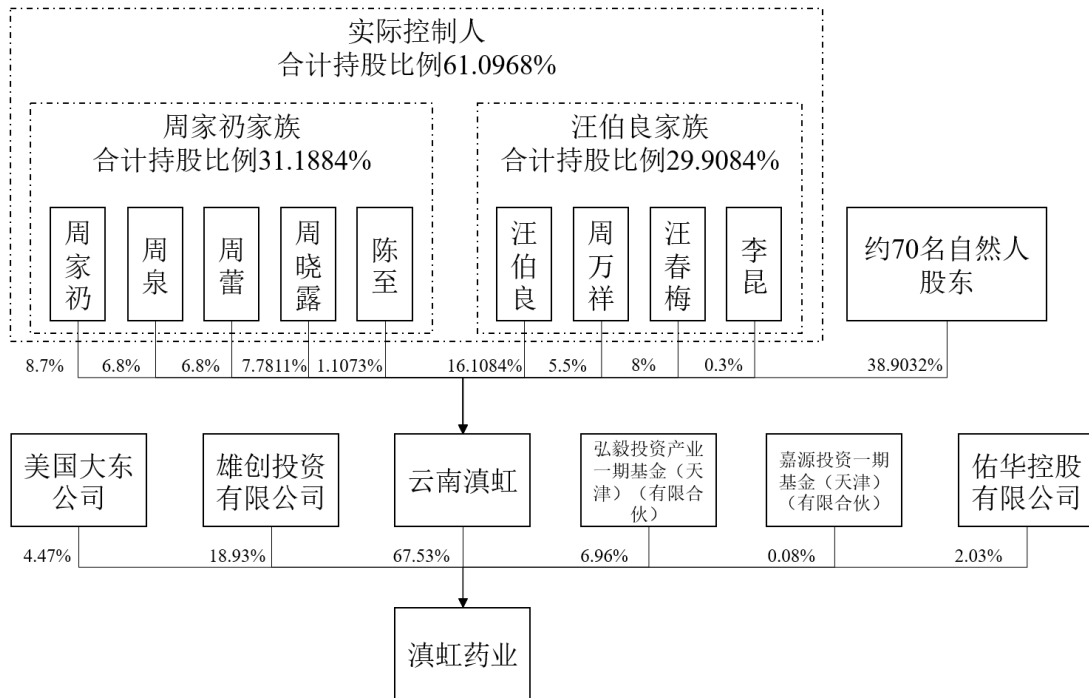 实际控制人
合计持股比例61.0968%
周家礽家族
合计持股比例31.1884%
汪伯良家族
合计持股比例29.9084%
周家礽
周泉
周蕾
周晓露
陈至
汪伯良
周万祥
汪春梅
李昆
约70名自然人
股东
8.7%
6.8%
6.8%
7.7811%
1.1073%
16.1084%
5.5%
8%
0.3%
38.9032%
美国大东
公司
雄创投资
有限公司
云南滇虹
弘毅投资产业
一期基金（天
津）（有限合
伙）
嘉源投资一期
基金（天津）
（有限合伙）
佑华控股
有限公司
4.47%
18.93%
67.53%
6.96%
0.08%
2.03%
滇虹药业